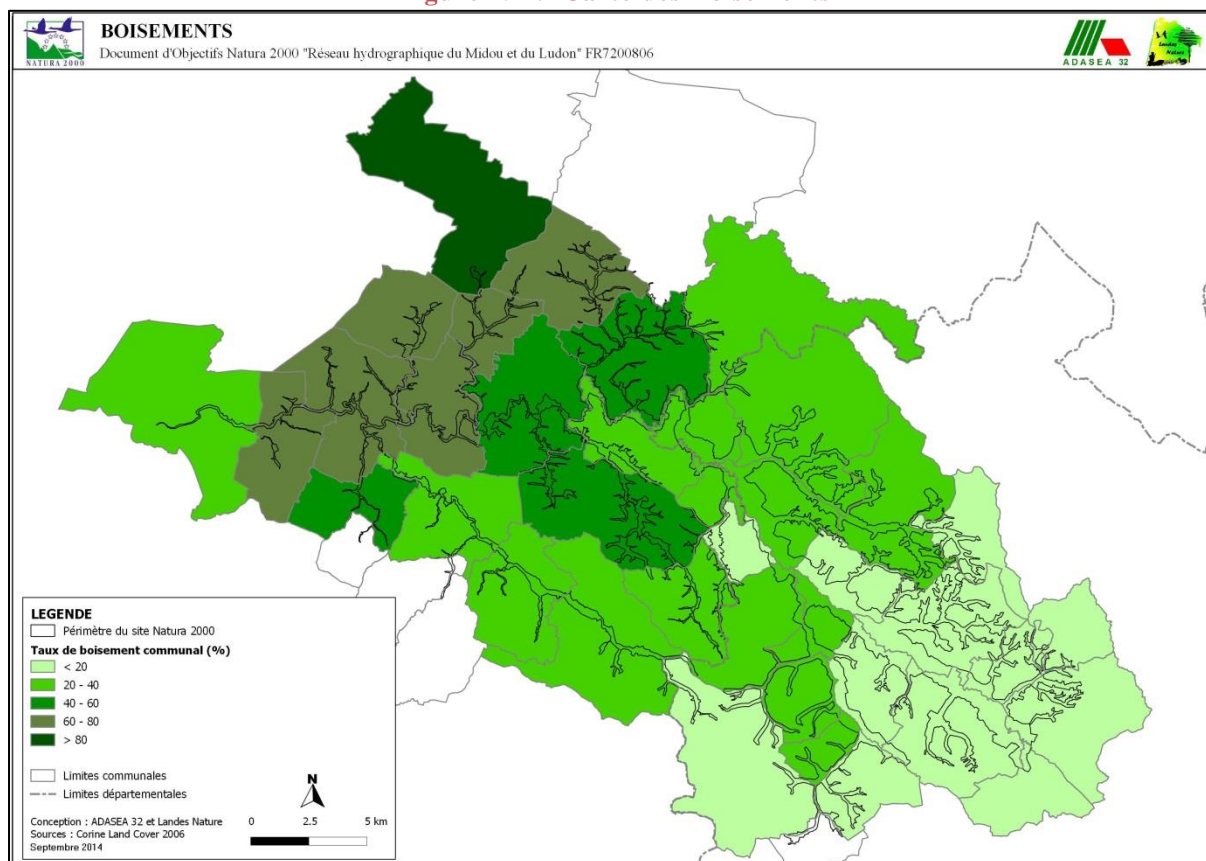 BOISEMENTS
Document d'Objectifs Natura 2000 "Réseau hydrographique du Midou et du Ludon" FR7200806
NATURA 2000
ADASEA 32
Landes
Nature
LEGENDE
Périmètre du site Natura 2000
Taux de boisement communal (%)
< 20
20 - 40
40 - 60
60 - 80
> 80
Limites communales
Limites départementales
N
Conception : ADASEA 32 et Landes Nature
Sources : Corine Land Cover 2006
Septembre 2014
0 2.5 5 km